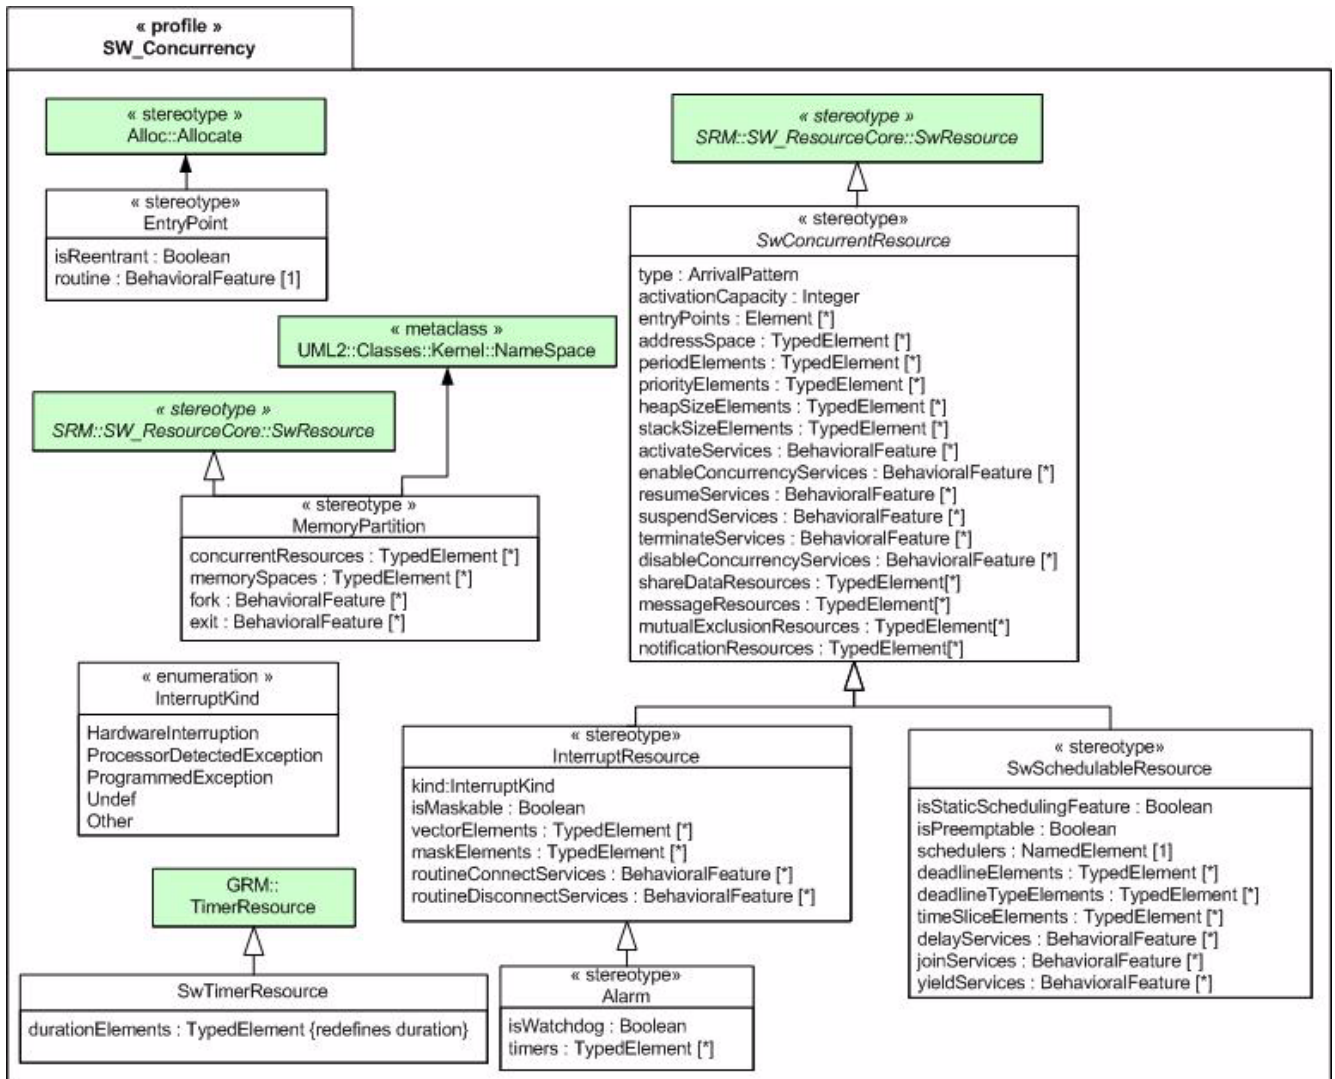 « profile »
SW_Concurrency
« stereotype »
Alloc::Allocate
« stereotype»
EntryPoint
isReentrant : Boolean
routine : BehavioralFeature [1]
« metaclass »
UML2::Classes::Kernel::NameSpace
« stereotype »
SRM::SW_ResourceCore::SwResource
« stereotype »
MemoryPartition
concurrentResources : TypedElement [*]
memorySpaces : TypedElement [*]
fork : BehavioralFeature [*]
exit : BehavioralFeature [*]
« enumeration »
InterruptKind
HardwareInterruption
ProcessorDetectedException
ProgrammedException
Undef
Other
GRM::
TimerResource
SwTimerResource
durationElements : TypedElement {redefines duration}
« stereotype »
SRM::SW_ResourceCore::SwResource
« stereotype»
SwConcurrentResource
type : ArrivalPattern
activationCapacity : Integer
entryPoints : Element [*]
addressSpace : TypedElement [*]
periodElements : TypedElement [*]
priorityElements : TypedElement [*]
heapSizeElements : TypedElement [*]
stackSizeElements : TypedElement [*]
activateServices : BehavioralFeature [*]
enableConcurrencyServices : BehavioralFeature [*]
resumeServices : BehavioralFeature [*]
suspendServices : BehavioralFeature [*]
terminateServices : BehavioralFeature [*]
disableConcurrencyServices : BehavioralFeature [*]
shareDataResources : TypedElement[*]
messageResources : TypedElement[*]
mutualExclusionResources : TypedElement[*]
notificationResources : TypedElement[*]
« stereotype»
InterruptResource
kind:InterruptKind
isMaskable : Boolean
vectorElements : TypedElement [*]
maskElements : TypedElement [*]
routineConnectServices : BehavioralFeature [*]
routineDisconnectServices : BehavioralFeature [*]
« stereotype»
Alarm
isWatchdog : Boolean
timers : TypedElement [*]
« stereotype»
SwSchedulableResource
isStaticSchedulingFeature : Boolean
isPreemptable : Boolean
schedulers : NamedElement [1]
deadlineElements : TypedElement [*]
deadlineTypeElements : TypedElement [*]
timeSliceElements : TypedElement [*]
delayServices : BehavioralFeature [*]
joinServices : BehavioralFeature [*]
yieldServices : BehavioralFeature [*]